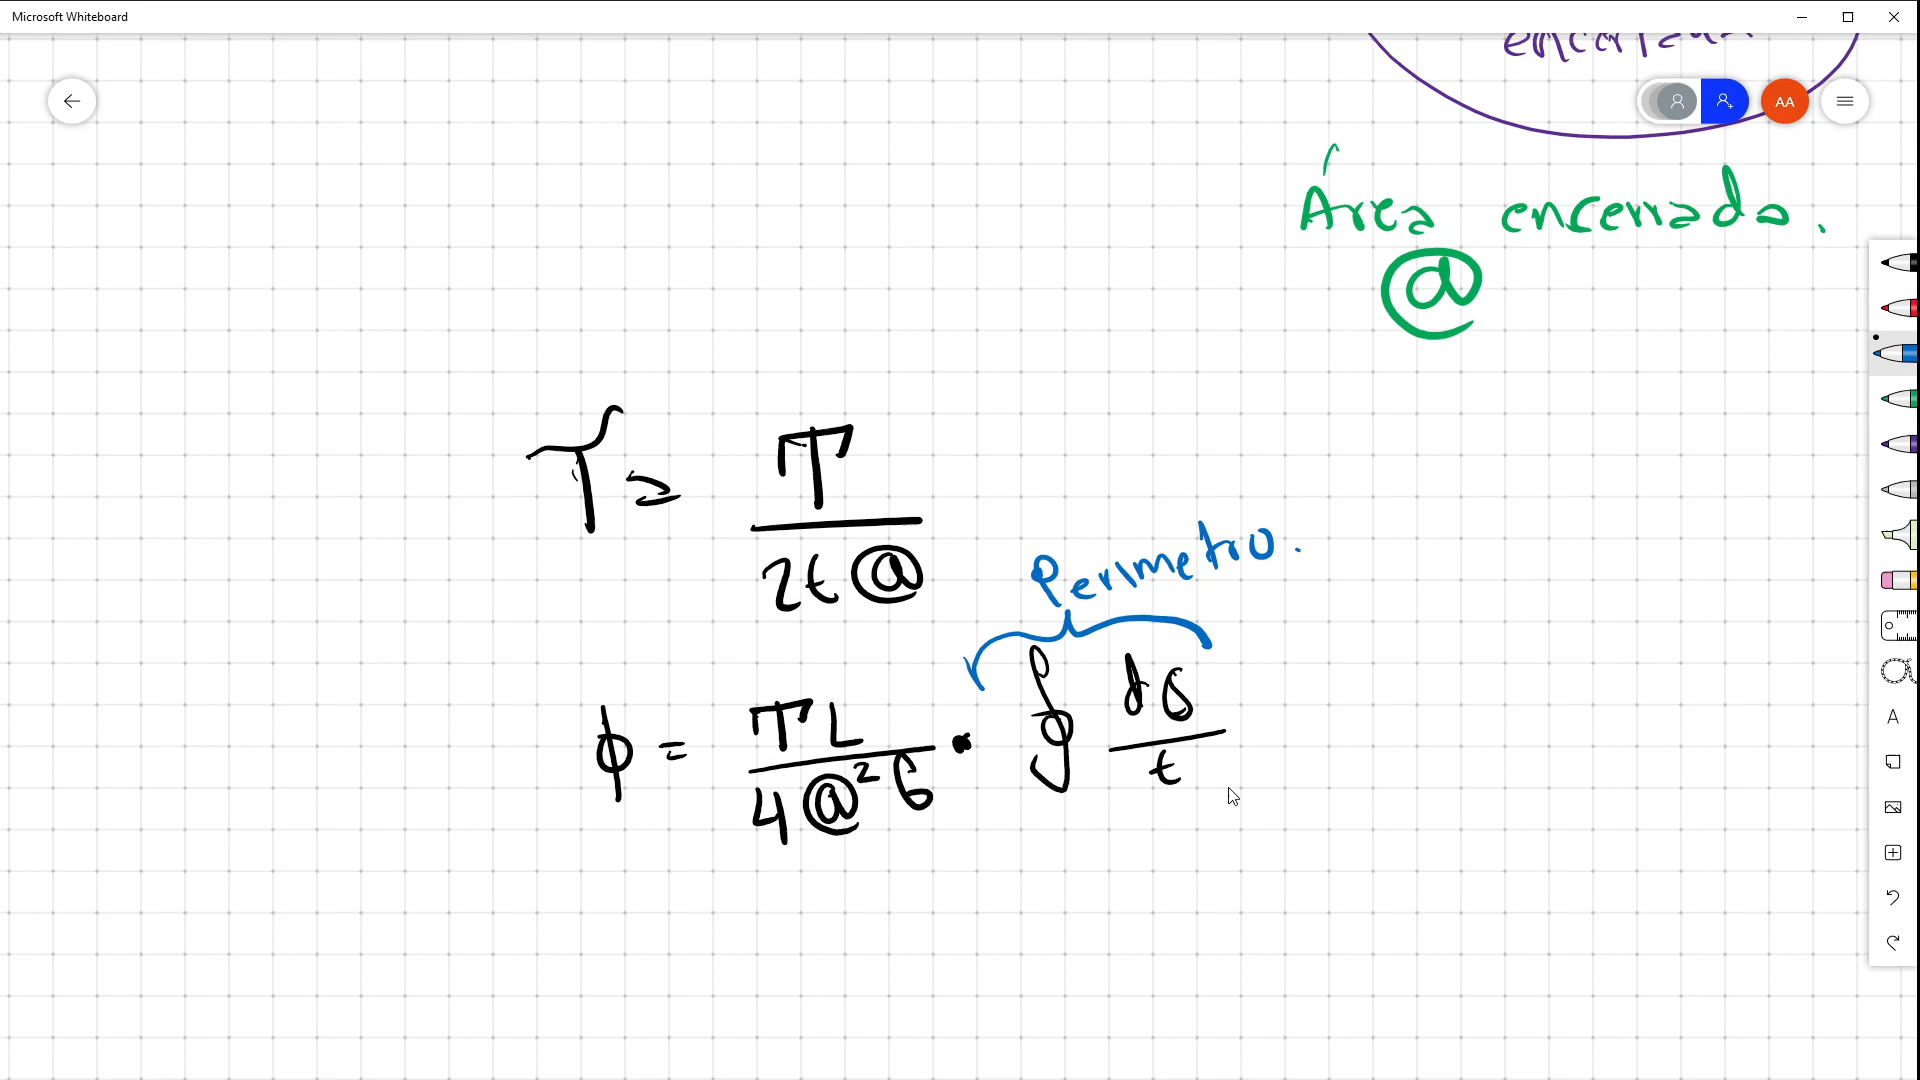 Microsoft Whiteboard
AA
Área encerrada.
@
τ = T / 2t@
Perimetro.
ϕ = TL / 4@²G · ∮ ds / t
A